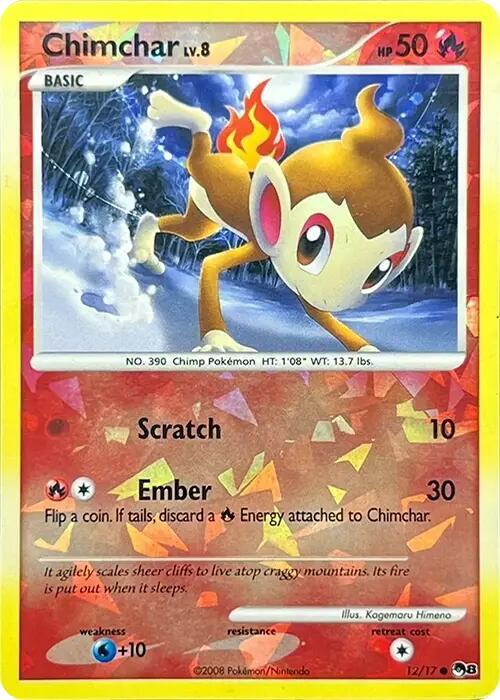 Chimchar LV.8 HP 50
BASIC
NO. 390 Chimp Pokémon HT: 1'08" WT: 13.7 lbs.
Scratch 10
Ember 30
Flip a coin. If tails, discard a Energy attached to Chimchar.
It agilely scales sheer cliffs to live atop craggy mountains. Its fire
is put out when it sleeps.
Illus. Kagemaru Himeno
weakness resistance retreat cost
+10
©2008 Pokémon/Nintendo 12/17 ● 8